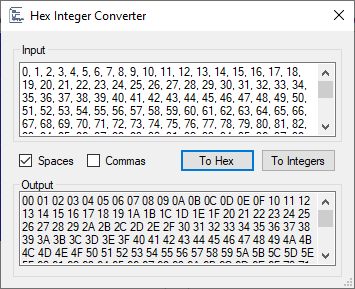 Hex Integer Converter
Input
0, 1, 2, 3, 4, 5, 6, 7, 8, 9, 10, 11, 12, 13, 14, 15, 16, 17, 18,
19, 20, 21, 22, 23, 24, 25, 26, 27, 28, 29, 30, 31, 32, 33, 34,
35, 36, 37, 38, 39, 40, 41, 42, 43, 44, 45, 46, 47, 48, 49, 50,
51, 52, 53, 54, 55, 56, 57, 58, 59, 60, 61, 62, 63, 64, 65, 66,
67, 68, 69, 70, 71, 72, 73, 74, 75, 76, 77, 78, 79, 80, 81, 82,
Spaces Commas To Hex To Integers
Output
00 01 02 03 04 05 06 07 08 09 0A 0B 0C 0D 0E 0F 10 11 12
13 14 15 16 17 18 19 1A 1B 1C 1D 1E 1F 20 21 22 23 24 25
26 27 28 29 2A 2B 2C 2D 2E 2F 30 31 32 33 34 35 36 37 38
39 3A 3B 3C 3D 3E 3F 40 41 42 43 44 45 46 47 48 49 4A 4B
4C 4D 4E 4F 50 51 52 53 54 55 56 57 58 59 5A 5B 5C 5D 5E